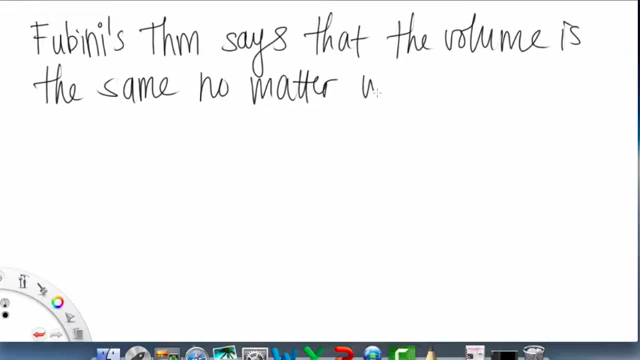 Fubini's Thm says that the volume is
the same no matter